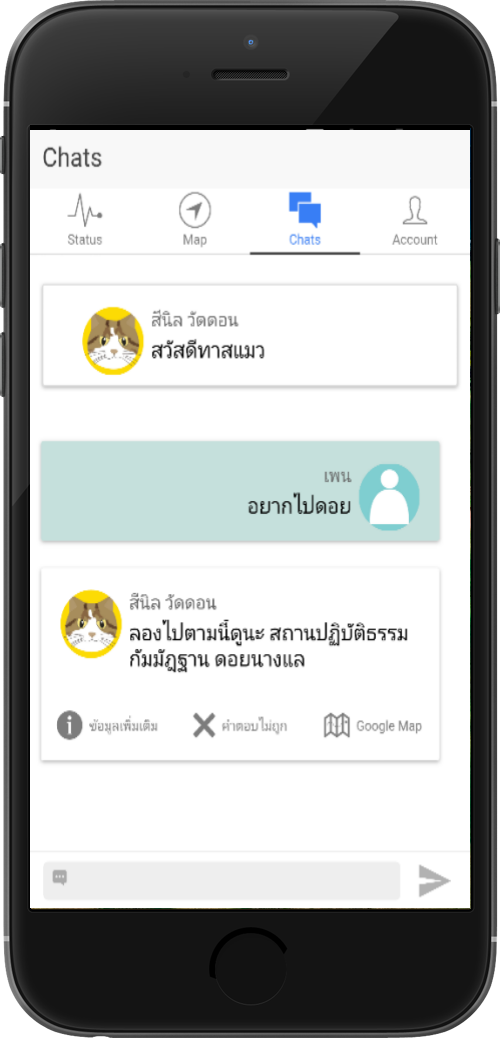 Chats
Status
Map
Chats
Account
สีนิล วัดดอน
สวัสดีทาสแมว
เพน
อยากไปดอย
สีนิล วัดดอน
ลองไปตามนี้ดูนะ สถานปฏิบัติธรรม
กัมมัฎฐาน ดอยนางแล
ข้อมูลเพิ่มเติม
คำตอบไม่ถูก
Google Map